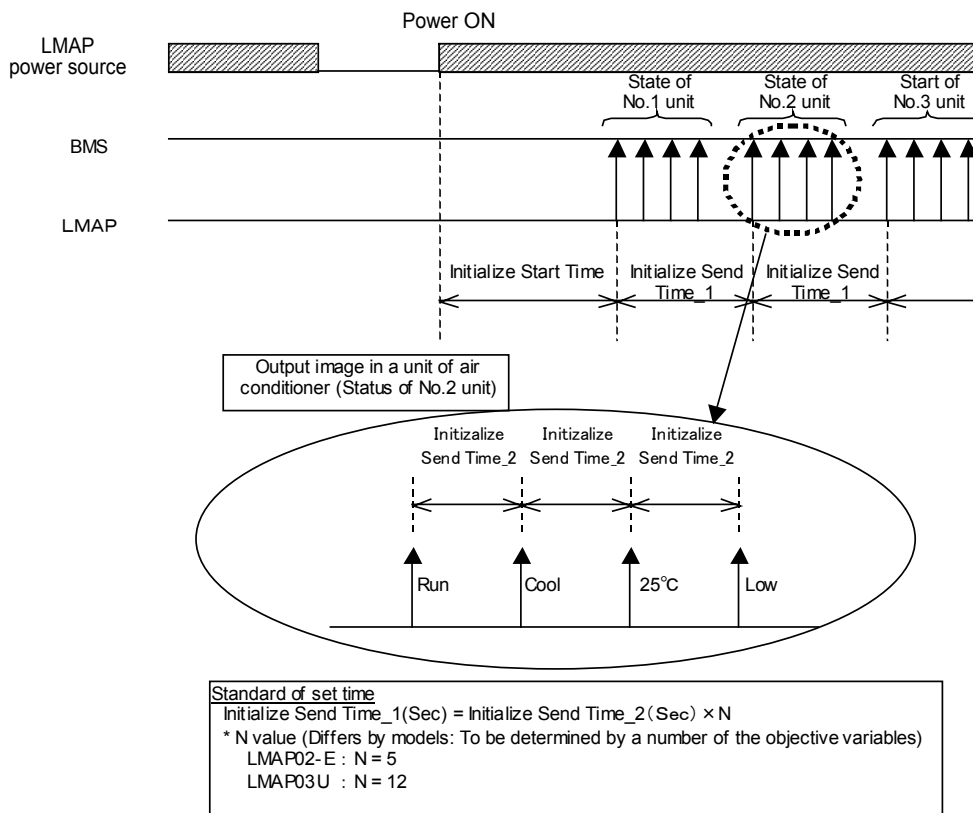 Power ON
LMAP
power source
State of
No.1 unit
State of
No.2 unit
Start of
No.3 unit
BMS
LMAP
Initialize Start Time
Initialize Send
Time_1
Initialize Send
Time_1
Output image in a unit of air
conditioner (Status of No.2 unit)
Initizalize
Send Time_2
Initizalize
Send Time_2
Initizalize
Send Time_2
Run
Cool
25°C
Low
Standard of set time
Initialize Send Time_1(Sec) = Initialize Send Time_2(Sec) × N
* N value (Differs by models: To be determined by a number of the objective variables)
LMAP02-E : N = 5
LMAP03U : N = 12